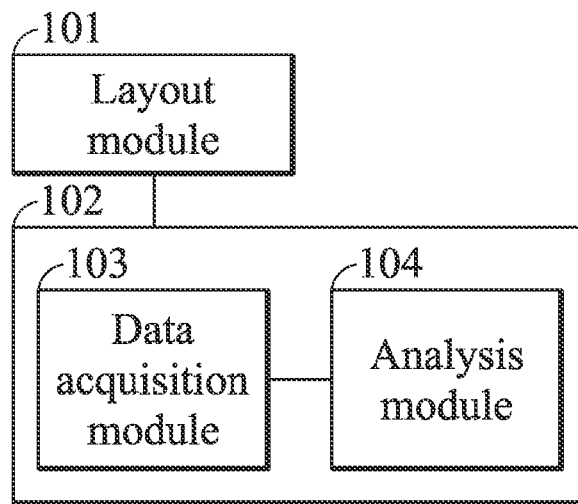 101
Layout
module
102
103
Data
acquisition
module
104
Analysis
module